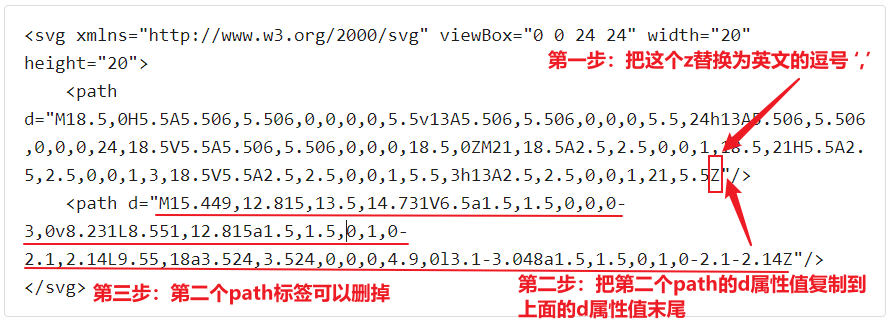 <svg xmlns="http://www.w3.org/2000/svg" viewBox="0 0 24 24" width="20"
height="20">
第一步：把这个z替换为英文的逗号 ‘,’
<path
d="M18.5,0H5.5A5.506,5.506,0,0,0,0,5.5v13A5.506,5.506,0,0,0,5.5,24h13A5.506,5.506
,0,0,0,24,18.5V5.5A5.506,5.506,0,0,0,18.5,0ZM21,18.5A2.5,2.5,0,0,1,18.5,21H5.5A2.
5,2.5,0,0,1,3,18.5V5.5A2.5,2.5,0,0,1,5.5,3h13A2.5,2.5,0,0,1,21,5.5Z"/>
<path d="M15.449,12.815,13.5,14.731V6.5a1.5,1.5,0,0,0-
3,0v8.231L8.551,12.815a1.5,1.5,0,1,0-
2.1,2.14L9.55,18a3.524,3.524,0,0,0,4.9,0l3.1-3.048a1.5,1.5,0,1,0-2.1-2.14Z"/>
</svg>
第三步：第二个path标签可以删掉
第二步：把第二个path的d属性值复制到
上面的d属性值末尾